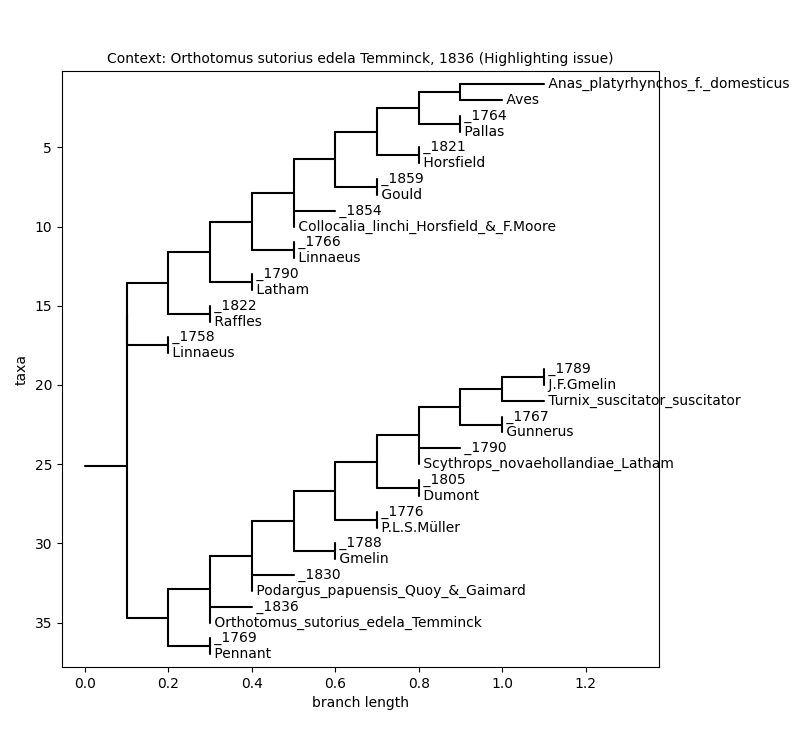 Context: Orthotomus sutorius edela Temminck, 1836 (Highlighting issue)
Anas_platyrhynchos_f._domesticus
Aves
_1764
Pallas
_1821
Horsfield
_1859
Gould
_1854
Collocalia_linchi_Horsfield_&_F.Moore
_1766
Linnaeus
_1790
Latham
_1822
Raffles
_1758
Linnaeus
_1789
J.F.Gmelin
Turnix_suscitator_suscitator
_1767
Gunnerus
_1790
Scythrops_novaehollandiae_Latham
_1805
Dumont
_1776
P.L.S.Müller
_1788
Gmelin
_1830
Podargus_papuensis_Quoy_&_Gaimard
_1836
Orthotomus_sutorius_edela_Temminck
_1769
Pennant
5
10
15
20
25
30
35
taxa
0.0 0.2 0.4 0.6 0.8 1.0 1.2
branch length